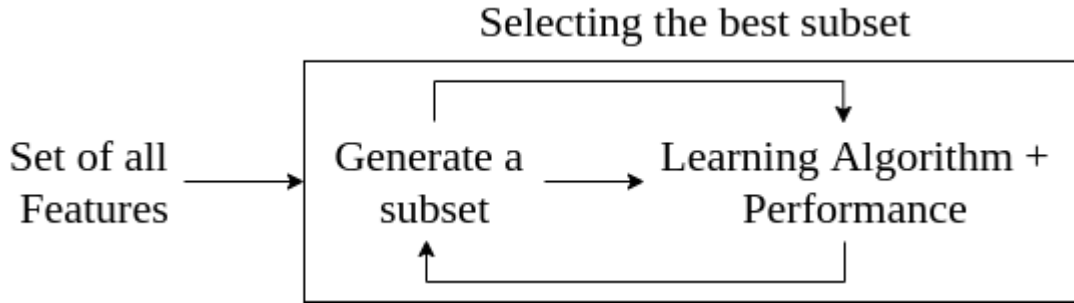 Selecting the best subset
Set of all
Features
Generate a
subset
Learning Algorithm +
Performance